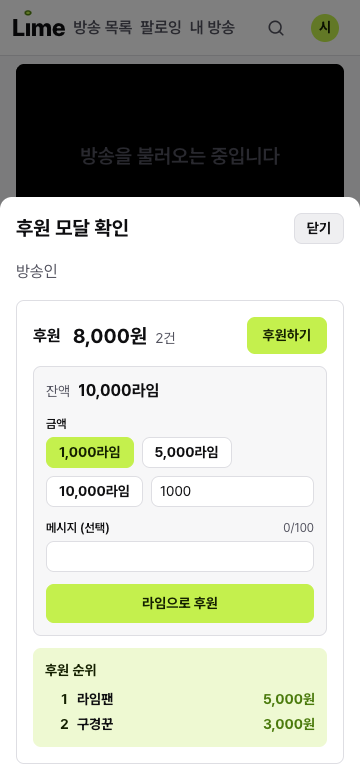 Lime 방송 목록 팔로잉 내 방송 시
방송을 불러오는 중입니다
후원 모달 확인 닫기
방송인
후원 8,000원 2건 후원하기
잔액 10,000라임
금액
1,000라임 5,000라임
10,000라임 1000
메시지 (선택) 0/100
라임으로 후원
후원 순위
1 라임팬 5,000원
2 구경꾼 3,000원